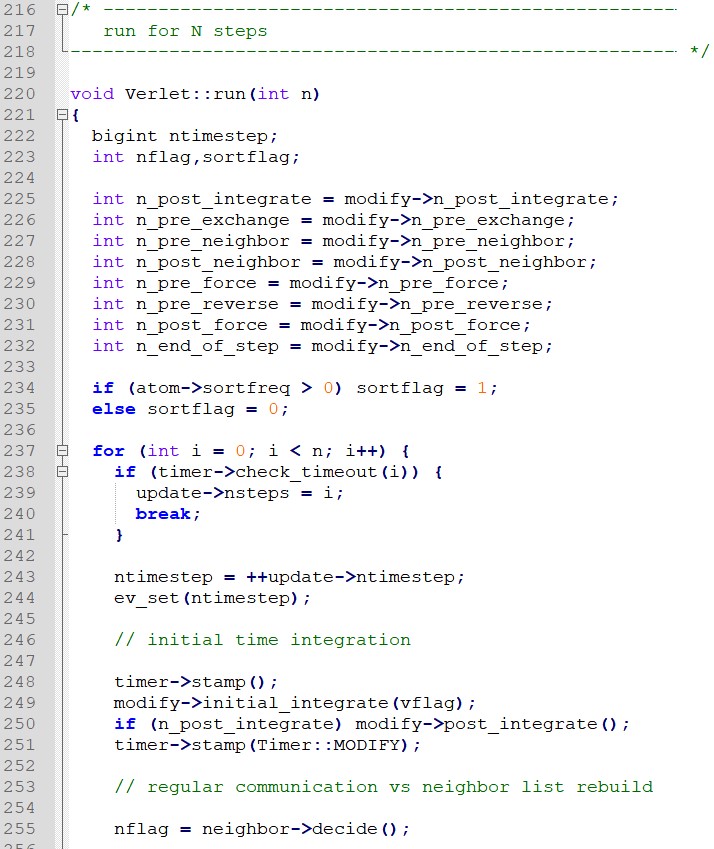 216 /* ----------------------------------------------------------------------
217    run for N steps
218 ------------------------------------------------------------------------- */
219
220 void Verlet::run(int n)
221 {
222   bigint ntimestep;
223   int nflag,sortflag;
224
225   int n_post_integrate = modify->n_post_integrate;
226   int n_pre_exchange = modify->n_pre_exchange;
227   int n_pre_neighbor = modify->n_pre_neighbor;
228   int n_post_neighbor = modify->n_post_neighbor;
229   int n_pre_force = modify->n_pre_force;
230   int n_pre_reverse = modify->n_pre_reverse;
231   int n_post_force = modify->n_post_force;
232   int n_end_of_step = modify->n_end_of_step;
233
234   if (atom->sortfreq > 0) sortflag = 1;
235   else sortflag = 0;
236
237   for (int i = 0; i < n; i++) {
238     if (timer->check_timeout(i)) {
239       update->nsteps = i;
240       break;
241     }
242
243     ntimestep = ++update->ntimestep;
244     ev_set(ntimestep);
245
246     // initial time integration
247
248     timer->stamp();
249     modify->initial_integrate(vflag);
250     if (n_post_integrate) modify->post_integrate();
251     timer->stamp(Timer::MODIFY);
252
253     // regular communication vs neighbor list rebuild
254
255     nflag = neighbor->decide();